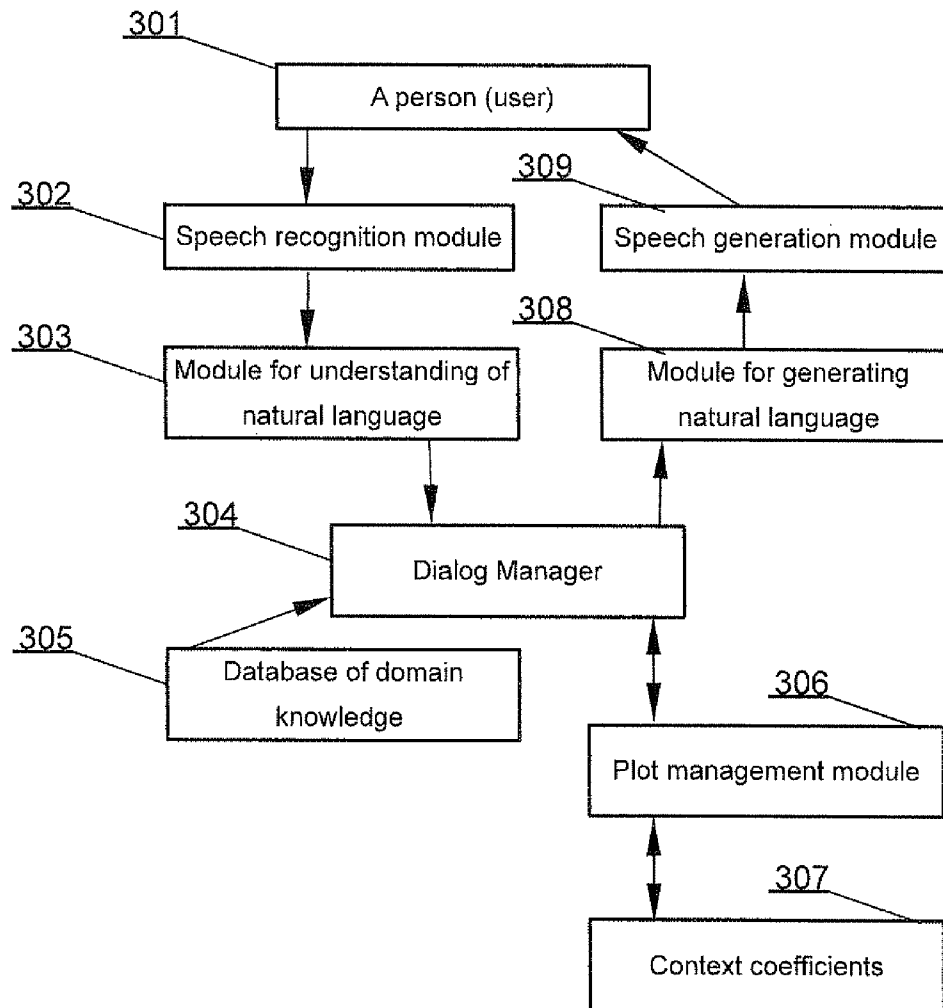 301
A person (user)
302
Speech recognition module
309
Speech generation module
303
Module for understanding of
natural language
308
Module for generating
natural language
304
Dialog Manager
305
Database of domain
knowledge
306
Plot management module
307
Context coefficients